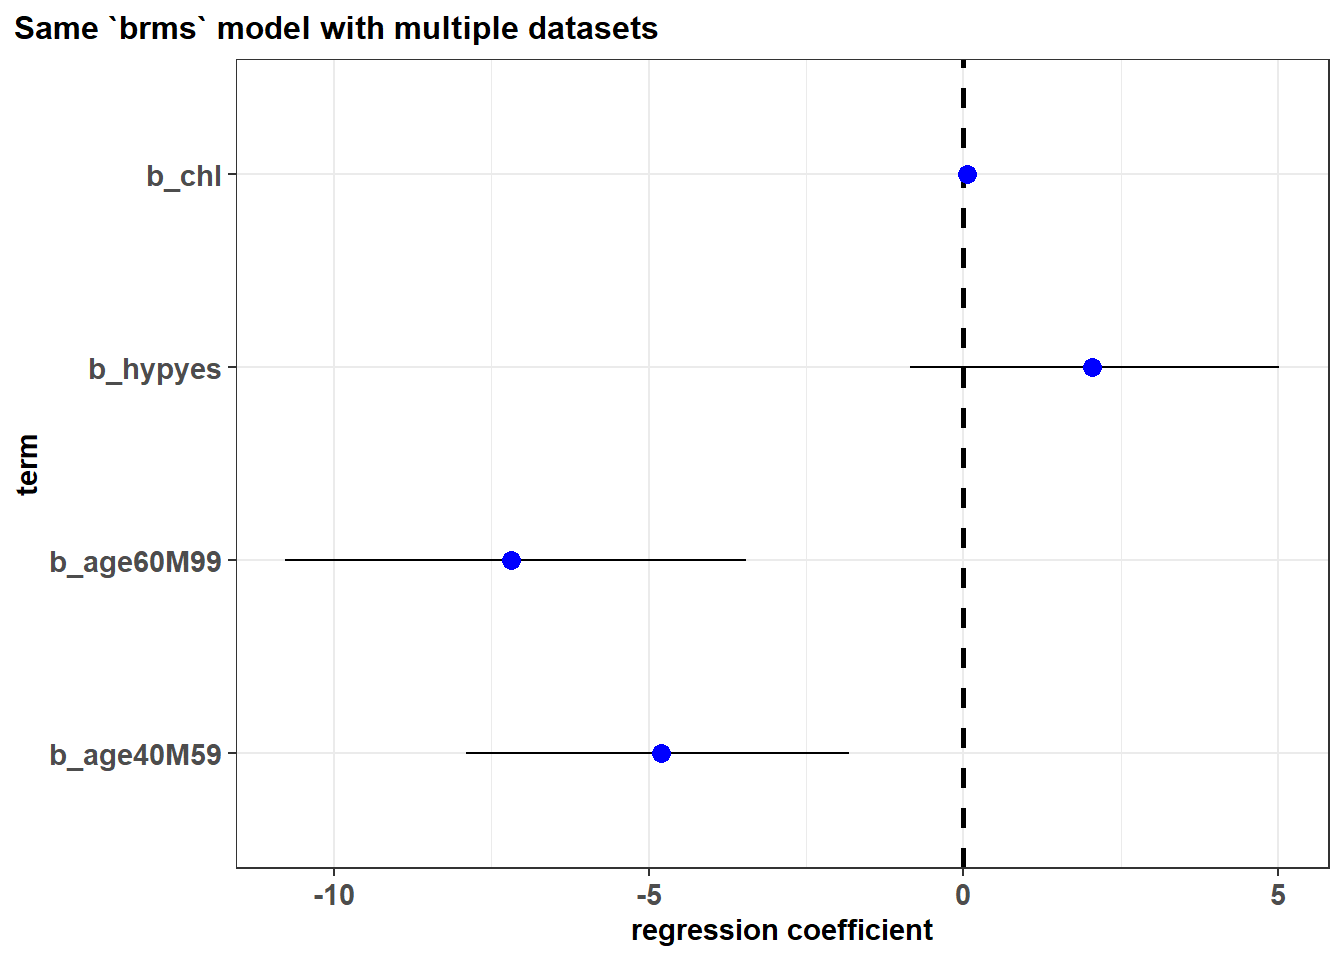 Same `brms` model with multiple datasets
b_chl
b_hypyes
b_age60M99
b_age40M59
term
-10 -5 0 5
regression coefficient